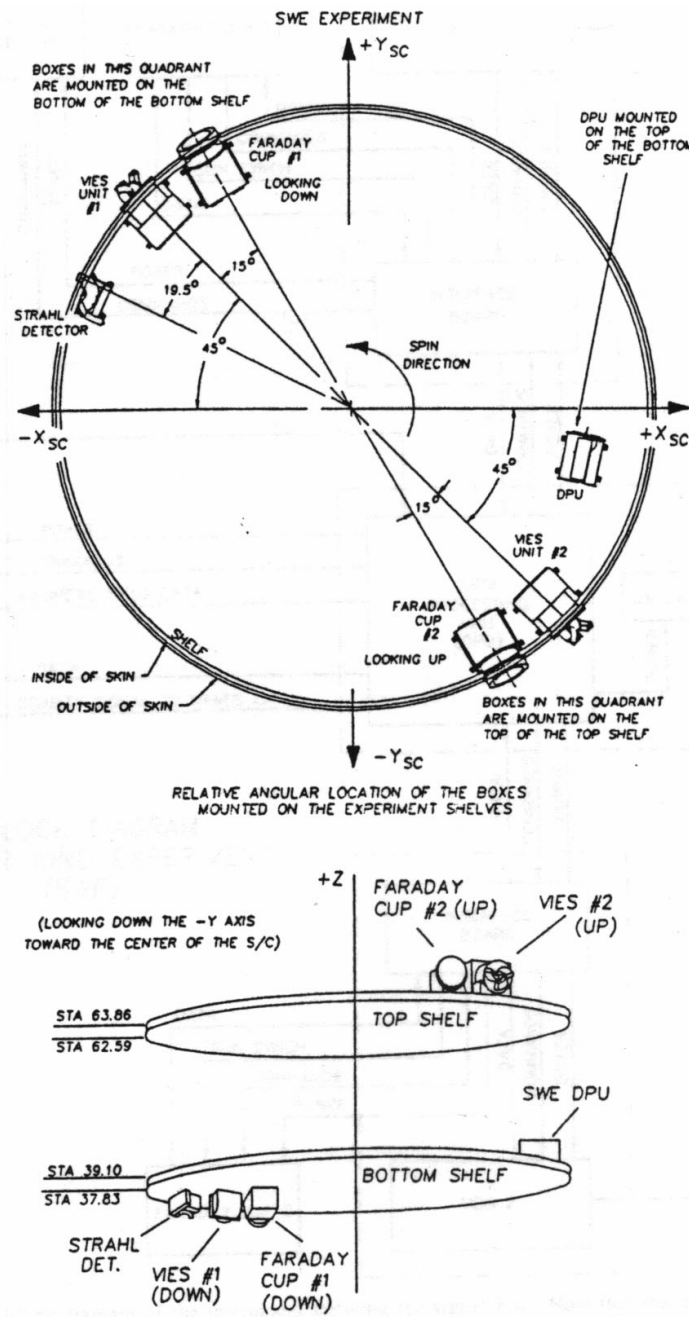 SWE EXPERIMENT
+Y SC
BOXES IN THIS QUADRANT
ARE MOUNTED ON THE
BOTTOM OF THE BOTTOM SHELF
DPU MOUNTED
ON THE TOP
OF THE BOTTOM
SHELF
FARADAY
CUP #1
LOOKING
DOWN
VIES
UNIT
#1
15°
19.5°
STRAHL
DETECTOR
45°
SPIN
DIRECTION
-X SC
+X SC
45°
DPU
15°
VIES
UNIT #2
FARADAY
CUP
#2
LOOKING UP
SHELF
INSIDE OF SKIN
OUTSIDE OF SKIN
BOXES IN THIS QUADRANT
ARE MOUNTED ON THE
TOP OF THE TOP SHELF
-Y SC
RELATIVE ANGULAR LOCATION OF THE BOXES
MOUNTED ON THE EXPERIMENT SHELVES
+Z
FARADAY
CUP #2 (UP)
VIES #2
(UP)
(LOOKING DOWN THE -Y AXIS
TOWARD THE CENTER OF THE S/C)
STA 63.86
TOP SHELF
STA 62.59
SWE DPU
STA 39.10
BOTTOM SHELF
STA 37.83
STRAHL
DET.
VIES #1
(DOWN)
FARADAY
CUP #1
(DOWN)